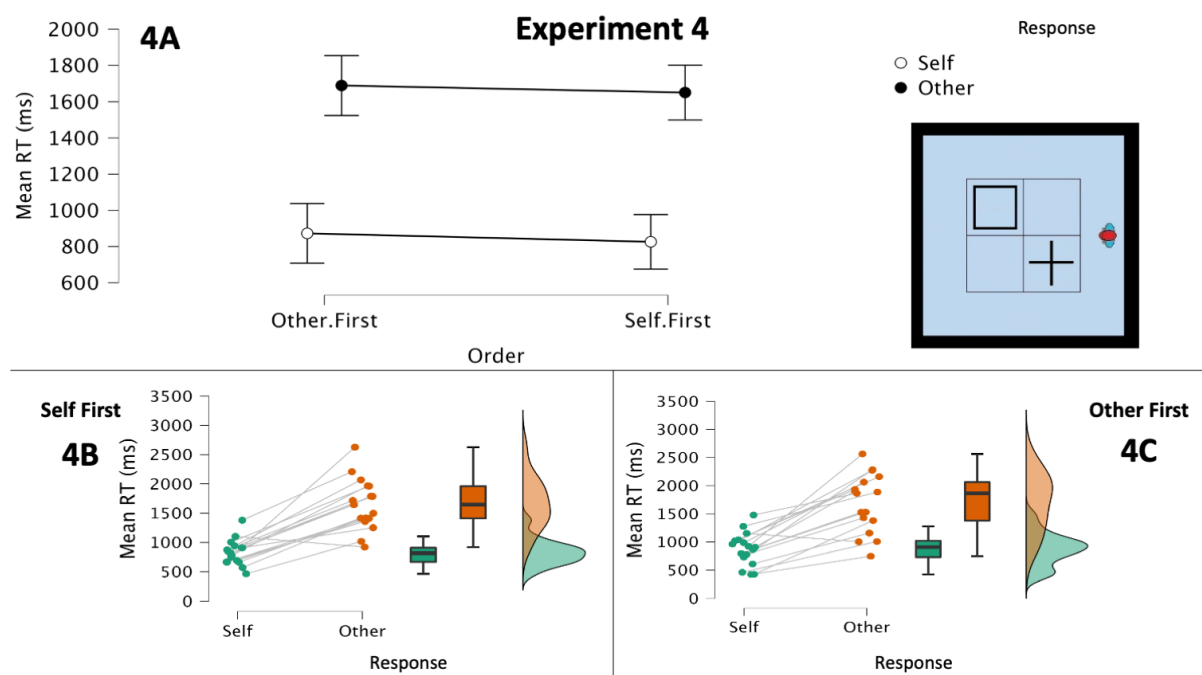 4A
Experiment 4
Response
Self
Other
Mean RT (ms)
2000
1800
1600
1400
1200
1000
800
600
Other.First
Self.First
Order
Self First
4B
Mean RT (ms)
3500
3000
2500
2000
1500
1000
500
0
Self
Other
Response
Other First
4C
Mean RT (ms)
3500
3000
2500
2000
1500
1000
500
0
Self
Other
Response